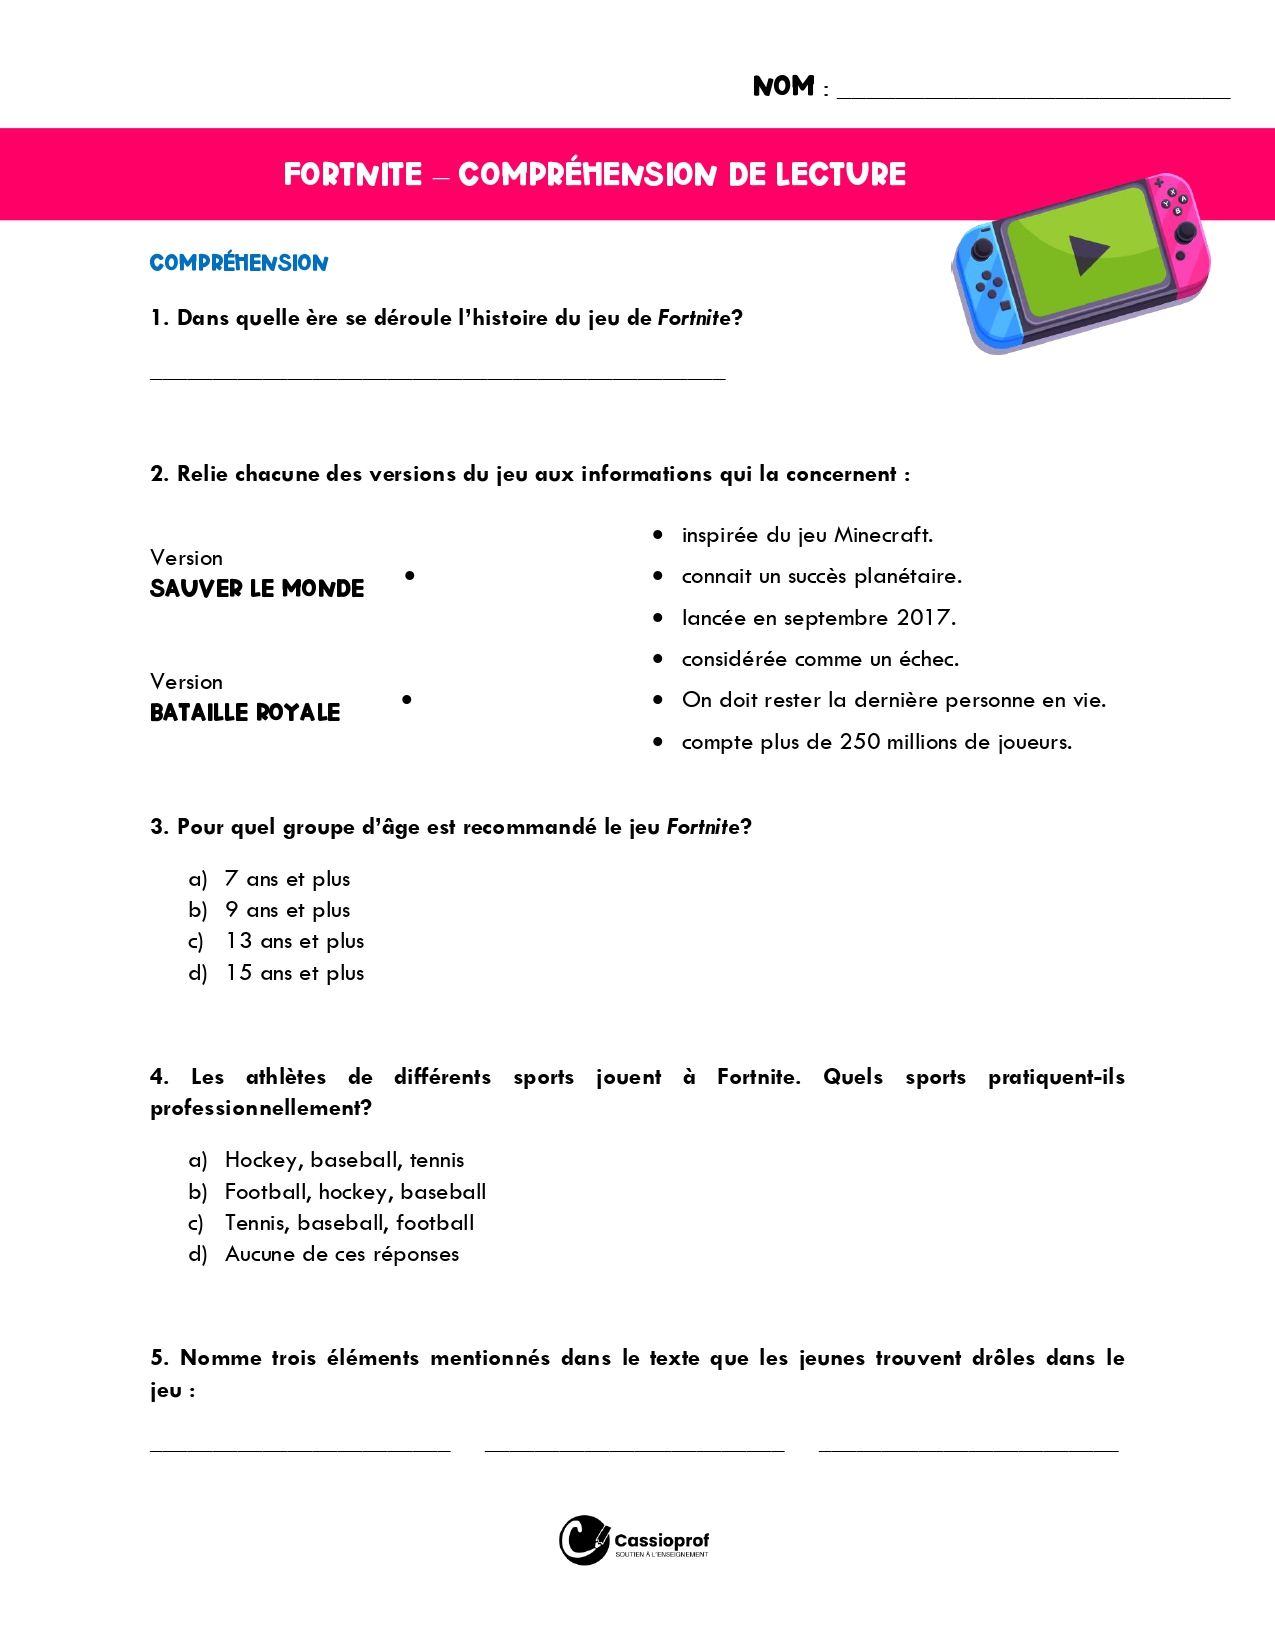 NOM : ______________________________
FORTNITE – COMPRÉHENSION DE LECTURE
X
A
Y
B
COMPRÉHENSION
1. Dans quelle ère se déroule l’histoire du jeu de Fortnite?
______________________________________________
2. Relie chacune des versions du jeu aux informations qui la concernent :
Version
SAUVER LE MONDE •
Version
BATAILLE ROYALE •
• inspirée du jeu Minecraft.
• connait un succès planétaire.
• lancée en septembre 2017.
• considérée comme un échec.
• On doit rester la dernière personne en vie.
• compte plus de 250 millions de joueurs.
3. Pour quel groupe d’âge est recommandé le jeu Fortnite?
a) 7 ans et plus
b) 9 ans et plus
c) 13 ans et plus
d) 15 ans et plus
4. Les athlètes de différents sports jouent à Fortnite. Quels sports pratiquent-ils
professionnellement?
a) Hockey, baseball, tennis
b) Football, hockey, baseball
c) Tennis, baseball, football
d) Aucune de ces réponses
5. Nomme trois éléments mentionnés dans le texte que les jeunes trouvent drôles dans le
jeu :
________________________ ________________________ ________________________
Cassioprof
SOUTIEN À L'ENSEIGNEMENT